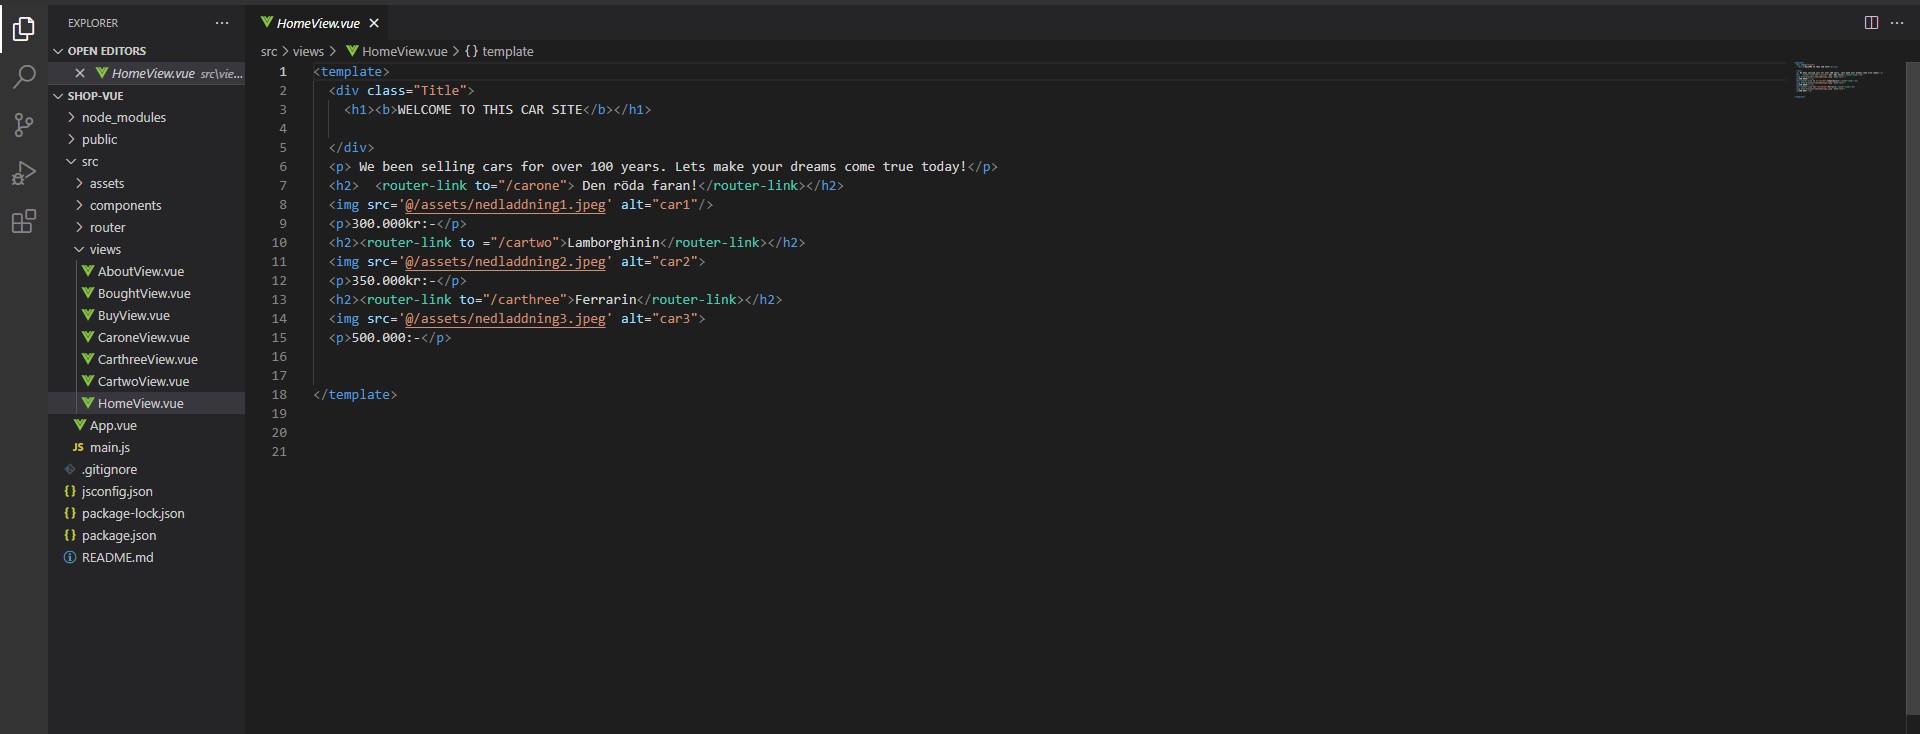 EXPLORER ···
OPEN EDITORS
HomeView.vue src\vie...
SHOP-VUE
node_modules
public
src
assets
components
router
views
AboutView.vue
BoughtView.vue
BuyView.vue
CaroneView.vue
CarthreeView.vue
CartwoView.vue
HomeView.vue
App.vue
JS main.js
.gitignore
{} jsconfig.json
{} package-lock.json
{} package.json
README.md
HomeView.vue ···
src > views > HomeView.vue > {} template
1 <template>
2 <div class="Title">
3 <h1><b>WELCOME TO THIS CAR SITE</b></h1>
4
5 </div>
6 <p> We been selling cars for over 100 years. Lets make your dreams come true today!</p>
7 <h2>  <router-link to="/carone"> Den röda faran!</router-link></h2>
8 <img src='@/assets/nedladdning1.jpeg' alt="car1"/>
9 <p>300.000kr:-</p>
10 <h2><router-link to ="/cartwo">Lamborghinin</router-link></h2>
11 <img src='@/assets/nedladdning2.jpeg' alt="car2">
12 <p>350.000kr:-</p>
13 <h2><router-link to="/carthree">Ferrarin</router-link></h2>
14 <img src='@/assets/nedladdning3.jpeg' alt="car3">
15 <p>500.000:-</p>
16
17
18 </template>
19
20
21